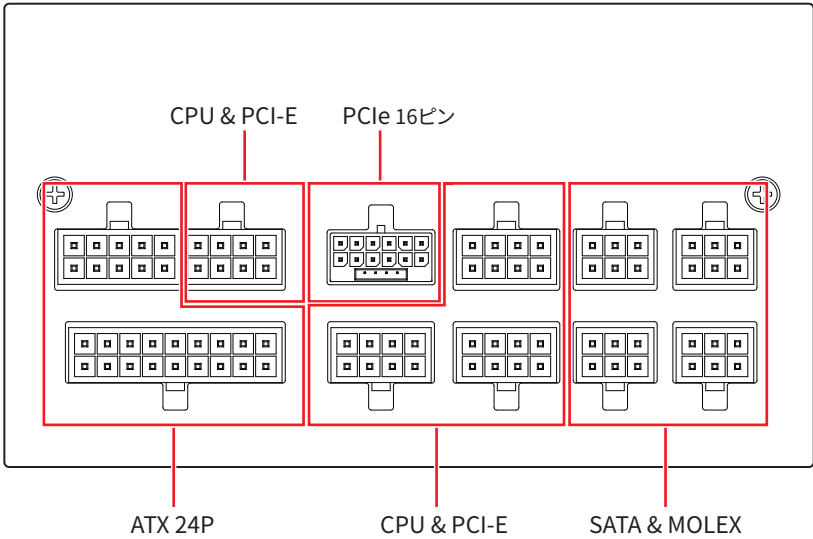 CPU & PCI-E
PCIe 16ピン
ATX 24P
CPU & PCI-E
SATA & MOLEX